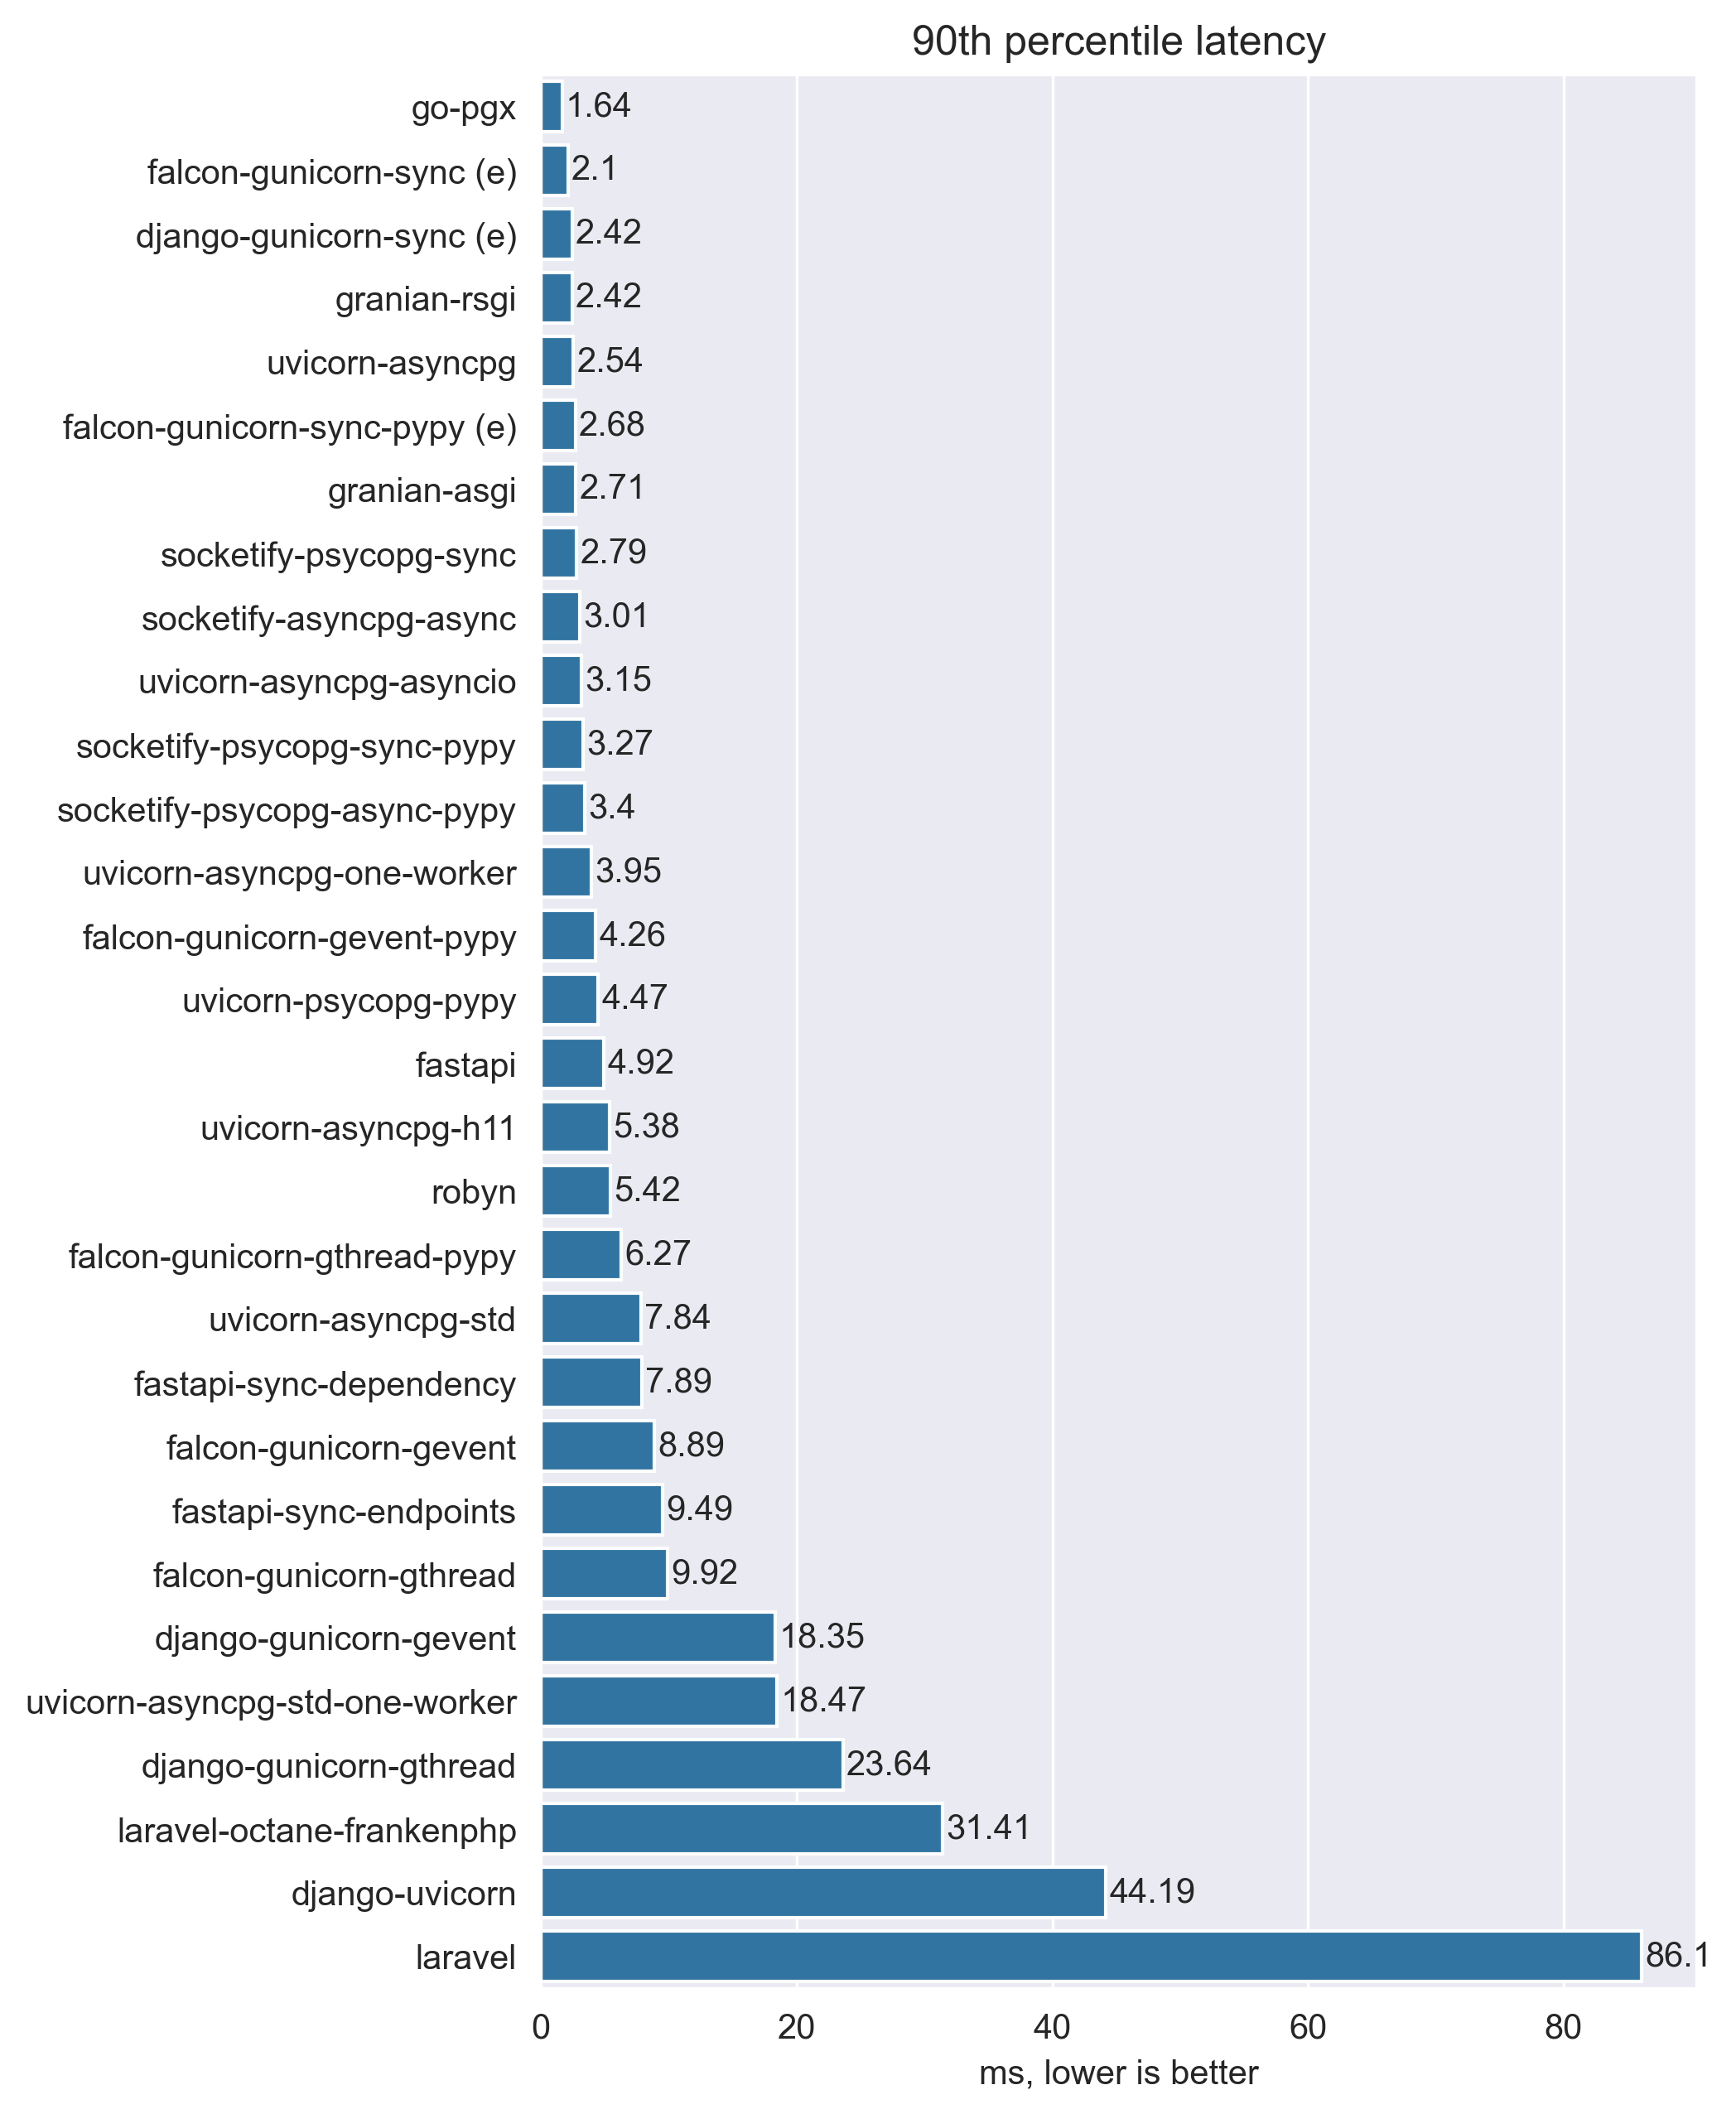 90th percentile latency
go-pgx 1.64
falcon-gunicorn-sync (e) 2.1
django-gunicorn-sync (e) 2.42
granian-rsgi 2.42
uvicorn-asyncpg 2.54
falcon-gunicorn-sync-pypy (e) 2.68
granian-asgi 2.71
socketify-psycopg-sync 2.79
socketify-asyncpg-async 3.01
uvicorn-asyncpg-asyncio 3.15
socketify-psycopg-sync-pypy 3.27
socketify-psycopg-async-pypy 3.4
uvicorn-asyncpg-one-worker 3.95
falcon-gunicorn-gevent-pypy 4.26
uvicorn-psycopg-pypy 4.47
fastapi 4.92
uvicorn-asyncpg-h11 5.38
robyn 5.42
falcon-gunicorn-gthread-pypy 6.27
uvicorn-asyncpg-std 7.84
fastapi-sync-dependency 7.89
falcon-gunicorn-gevent 8.89
fastapi-sync-endpoints 9.49
falcon-gunicorn-gthread 9.92
django-gunicorn-gevent 18.35
uvicorn-asyncpg-std-one-worker 18.47
django-gunicorn-gthread 23.64
laravel-octane-frankenphp 31.41
django-uvicorn 44.19
laravel 86.1
0 20 40 60 80
ms, lower is better